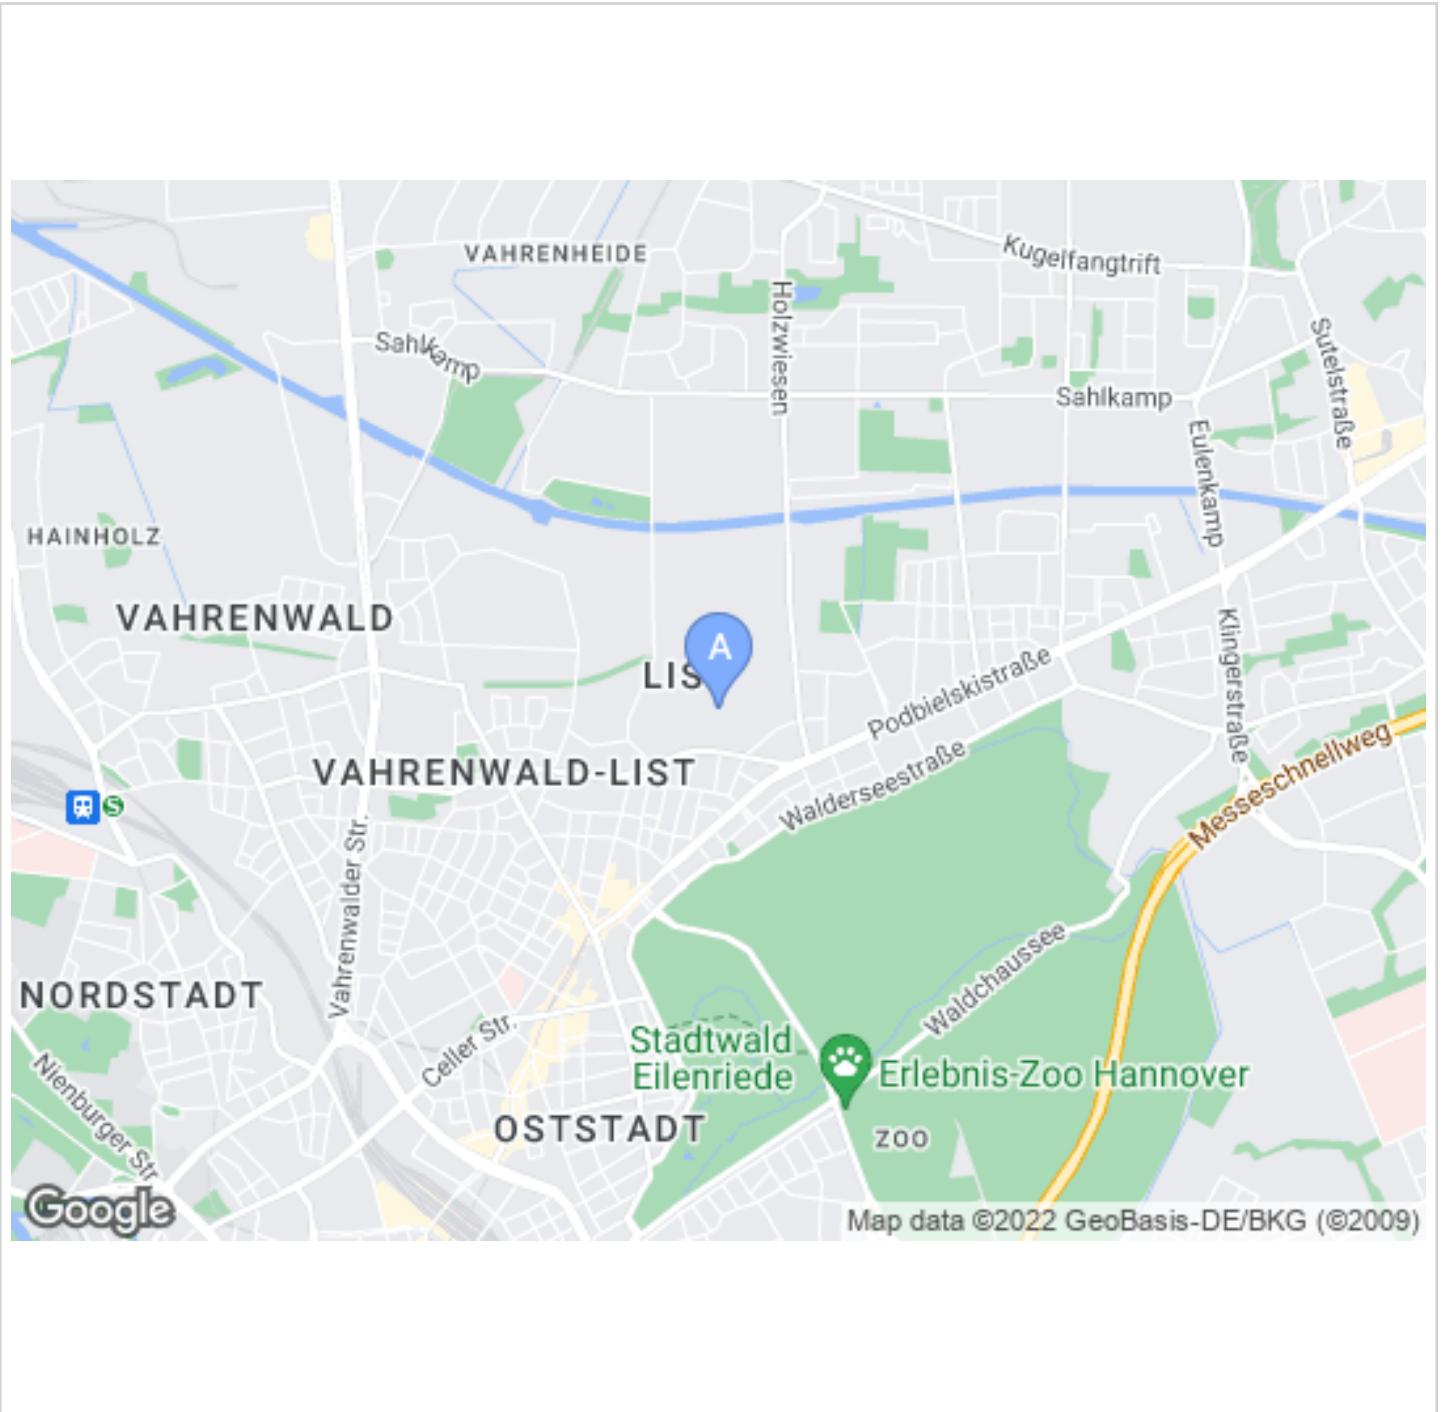 VAHRENHEIDE
Kugelfangtrift
Holzwiesen
Sahlkamp
Sutelstraße
Sahlkamp
Eulenkamp
HAINHOLZ
VAHRENWALD
Klingerstraße
A
LIS
Podbielskistraße
Messeschnellweg
VAHRENWALD-LIST
Walderseestraße
S
Vahrenwalder Str.
Waldchaussee
NORDSTADT
Celler Str.
Stadtwald
Eilenriede
Erlebnis-Zoo Hannover
Nienburger Str
OSTSTADT
ZOO
Google
Map data ©2022 GeoBasis-DE/BKG (©2009)